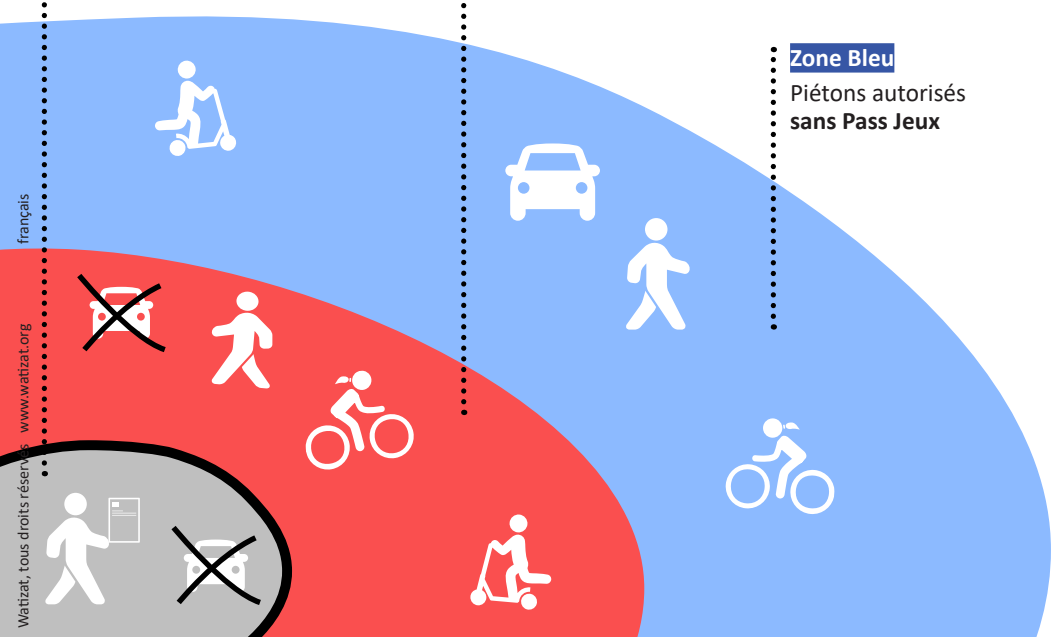 Zone Bleu
Piétons autorisés
sans Pass Jeux
Watizat, tous droits réservés www.watizat.org français